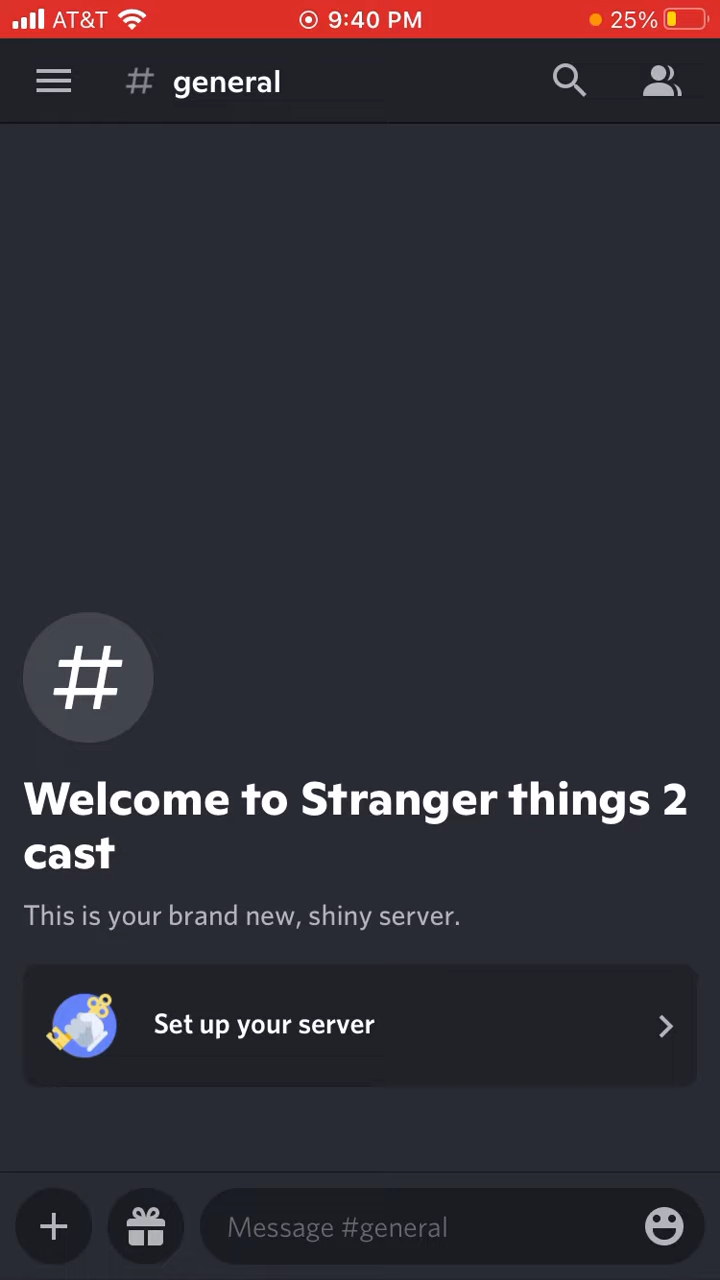 AT&T 9:40 PM 25%
# general
#
Welcome to Stranger things 2
cast
This is your brand new, shiny server.
Set up your server
Message #general